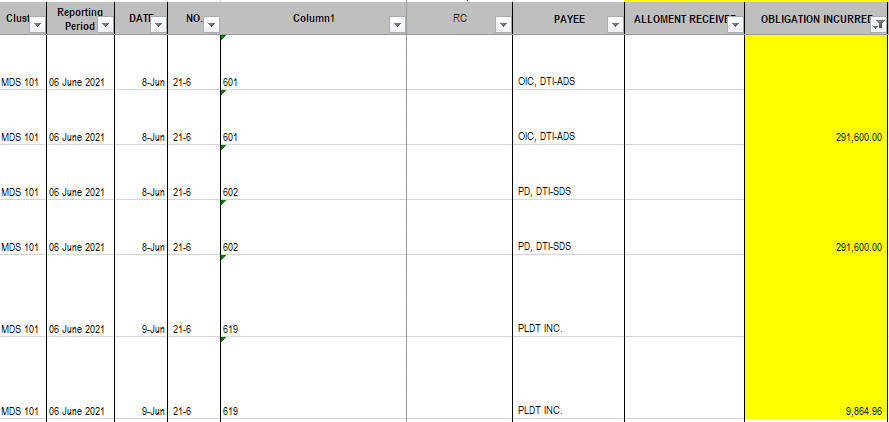 Clust Reporting Period DATE NO. Column1 RC PAYEE ALLOMENT RECEIVED OBLIGATION INCURRED
MDS 101 06 June 2021 8-Jun 21-6 601 OIC, DTI-ADS
MDS 101 06 June 2021 8-Jun 21-6 601 OIC, DTI-ADS 291,600.00
MDS 101 06 June 2021 8-Jun 21-6 602 PD, DTI-SDS
MDS 101 06 June 2021 8-Jun 21-6 602 PD, DTI-SDS 291,600.00
MDS 101 06 June 2021 9-Jun 21-6 619 PLDT INC.
MDS 101 06 June 2021 9-Jun 21-6 619 PLDT INC. 9,864.96